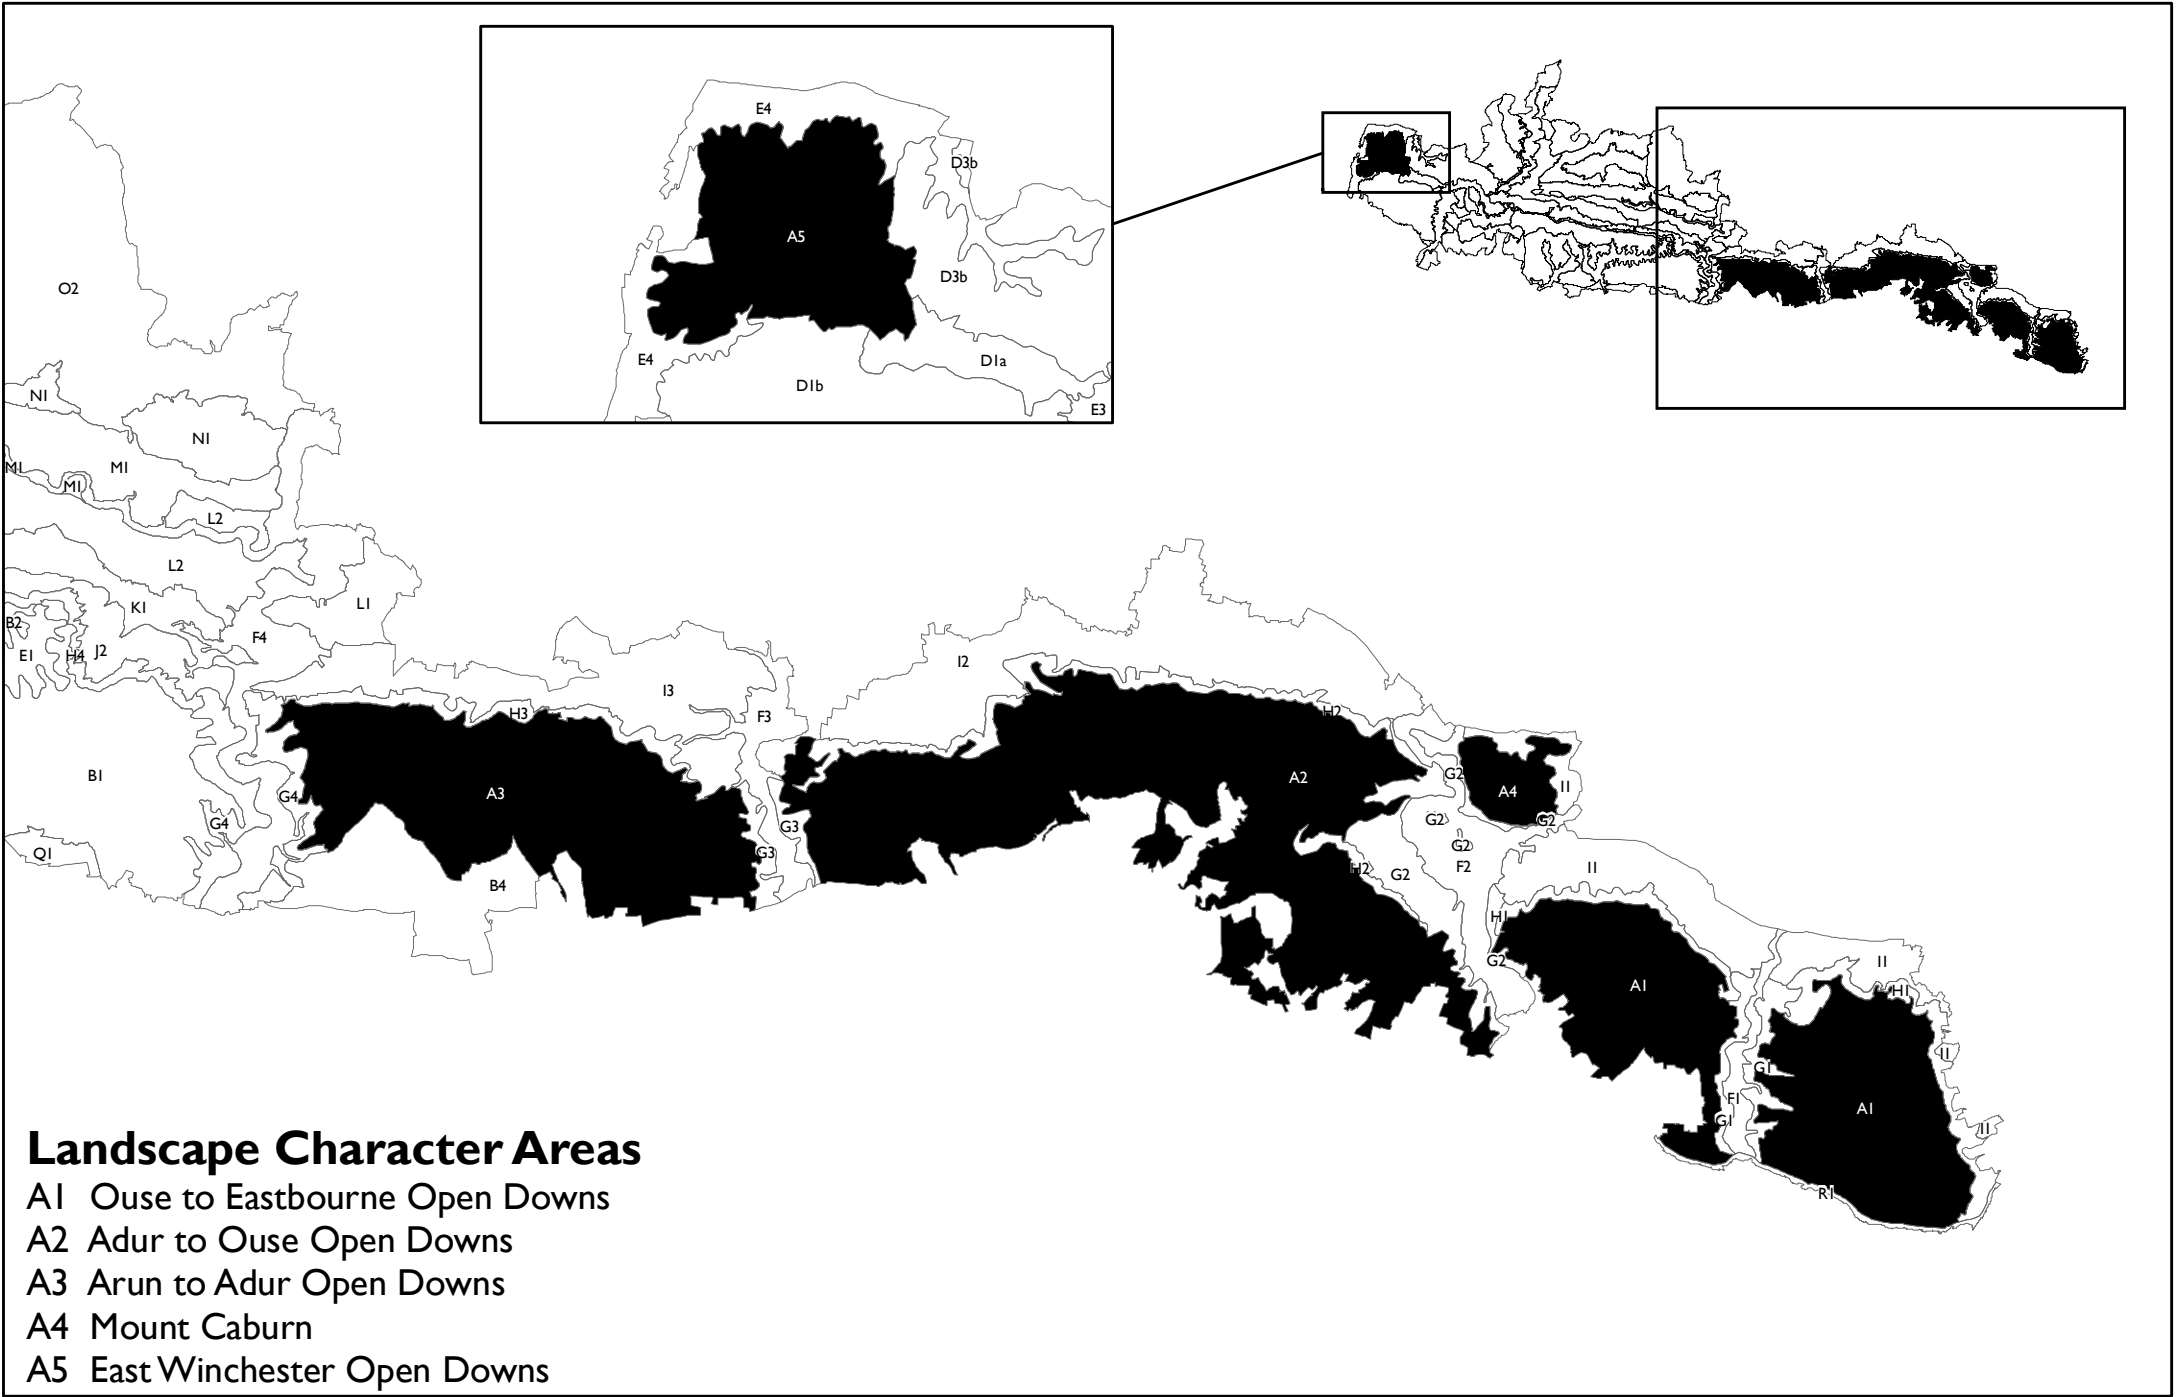 E4
D3b
A5
D3b
E4
D1b
D1a
E3
O2
N1
N1
M1
M1
M1
L2
L2
K1
L1
B2
E1
H4
J2
F4
I2
I3
H3
F3
H2
B1
G4
A3
G4
G3
G3
Q1
B4
A2
G2
A4
I1
G2
G2
G2
F2
H2
G2
I1
H1
G2
A1
I1
H1
I1
G1
F1
G1
A1
I1
R1
Landscape Character Areas
A1 Ouse to Eastbourne Open Downs
A2 Adur to Ouse Open Downs
A3 Arun to Adur Open Downs
A4 Mount Caburn
A5 East Winchester Open Downs